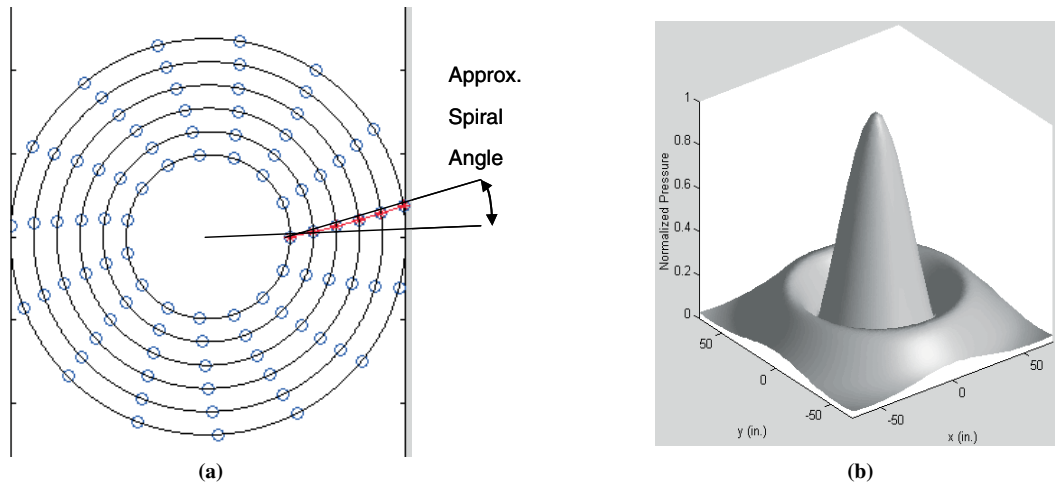 Approx.
Spiral
Angle
(a)
Normalized Pressure
1
0.8
0.6
0.4
0.2
0
50
0
-50
y (in.)
-50
0
50
x (in.)
(b)